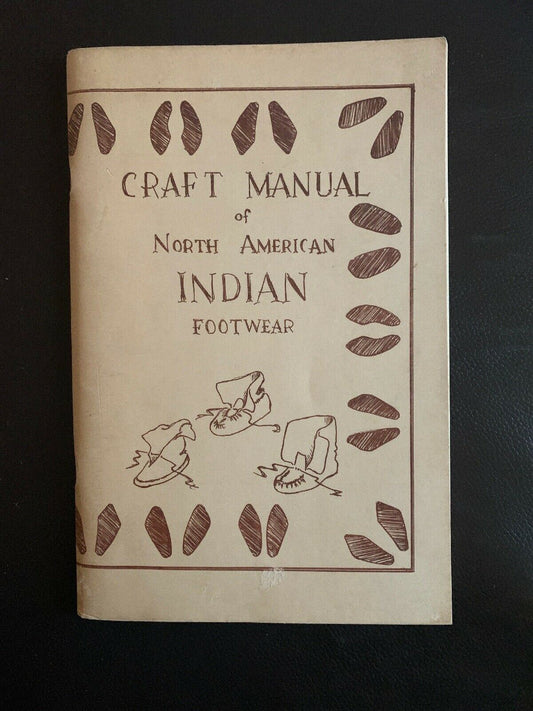 CRAFT MANUAL
of
NORTH AMERICAN
INDIAN
FOOTWEAR